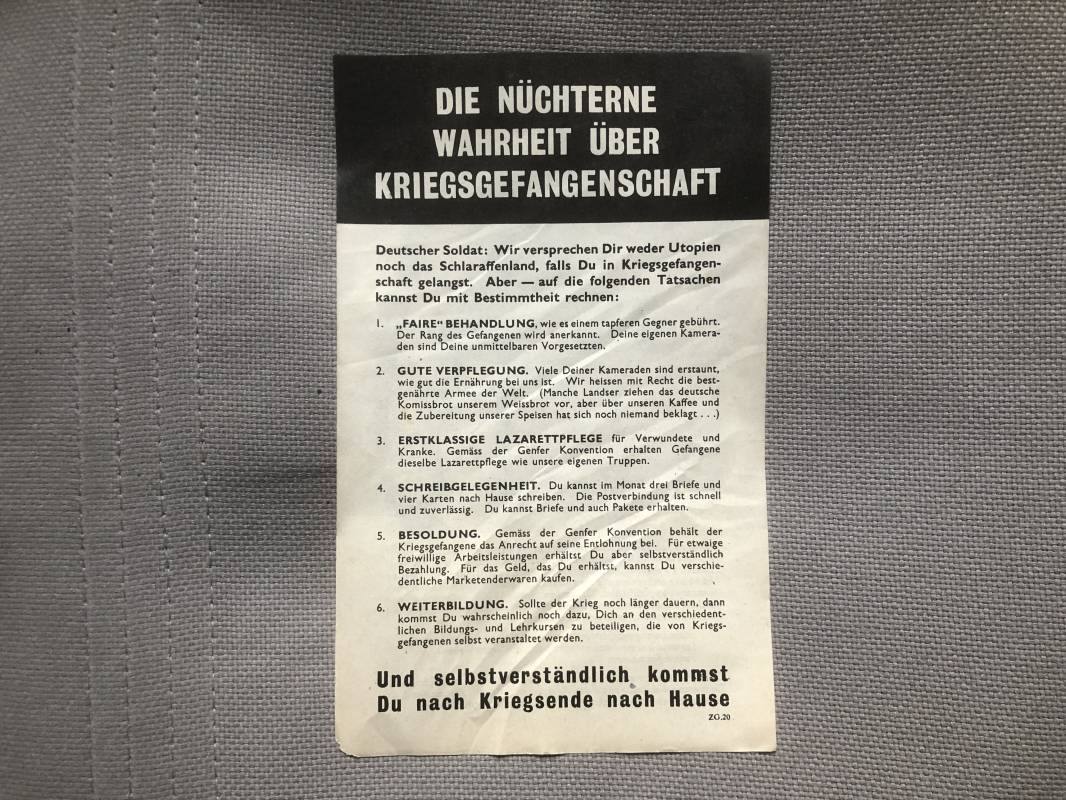 DIE NÜCHTERNE
WAHRHEIT ÜBER
KRIEGSGEFANGENSCHAFT
Deutscher Soldat: Wir versprechen Dir weder Utopien
noch das Schlaraffenland, falls Du in Kriegsgefangen-
schaft gelangst. Aber — auf die folgenden Tatsachen
kannst Du mit Bestimmtheit rechnen:
1. „FAIRE“ BEHANDLUNG, wie es einem tapferen Gegner gebührt.
Der Rang des Gefangenen wird anerkannt. Deine eigenen Kamera-
den sind Deine unmittelbaren Vorgesetzten.
2. GUTE VERPFLEGUNG. Viele Deiner Kameraden sind erstaunt,
wie gut die Ernährung bei uns ist. Wir heissen mit Recht die best-
genährte Armee der Welt. (Manche Landser ziehen das deutsche
Komissbrot unserem Weissbrot vor, aber über unseren Kaffee und
die Zubereitung unserer Speisen hat sich noch niemand beklagt . . .)
3. ERSTKLASSIGE LAZARETTPFLEGE für Verwundete und
Kranke. Gemäss der Genfer Konvention erhalten Gefangene
dieselbe Lazarettpflege wie unsere eigenen Truppen.
4. SCHREIBGELEGENHEIT. Du kannst im Monat drei Briefe und
vier Karten nach Hause schreiben. Die Postverbindung ist schnell
und zuverlässig. Du kannst Briefe und auch Pakete erhalten.
5. BESOLDUNG. Gemäss der Genfer Konvention behält der
Kriegsgefangene das Anrecht auf seine Entlohnung bei. Für etwaige
freiwillige Arbeitsleistungen erhältst Du aber selbstverständlich
Bezahlung. Für das Geld, das Du erhältst, kannst Du verschie-
dentliche Marketenderwaren kaufen.
6. WEITERBILDUNG. Sollte der Krieg noch länger dauern, dann
kommst Du wahrscheinlich noch dazu, Dich an den verschiedent-
lichen Bildungs- und Lehrkursen zu beteiligen, die von Kriegs-
gefangenen selbst veranstaltet werden.
Und selbstverständlich kommst
Du nach Kriegsende nach Hause
ZG.20